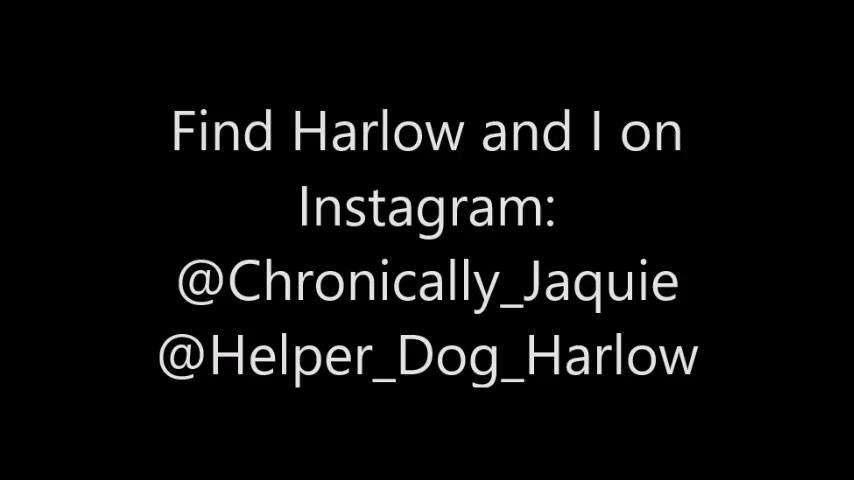 Find Harlow and I on
Instagram:
@Chronically_Jaquie
@Helper_Dog_Harlow